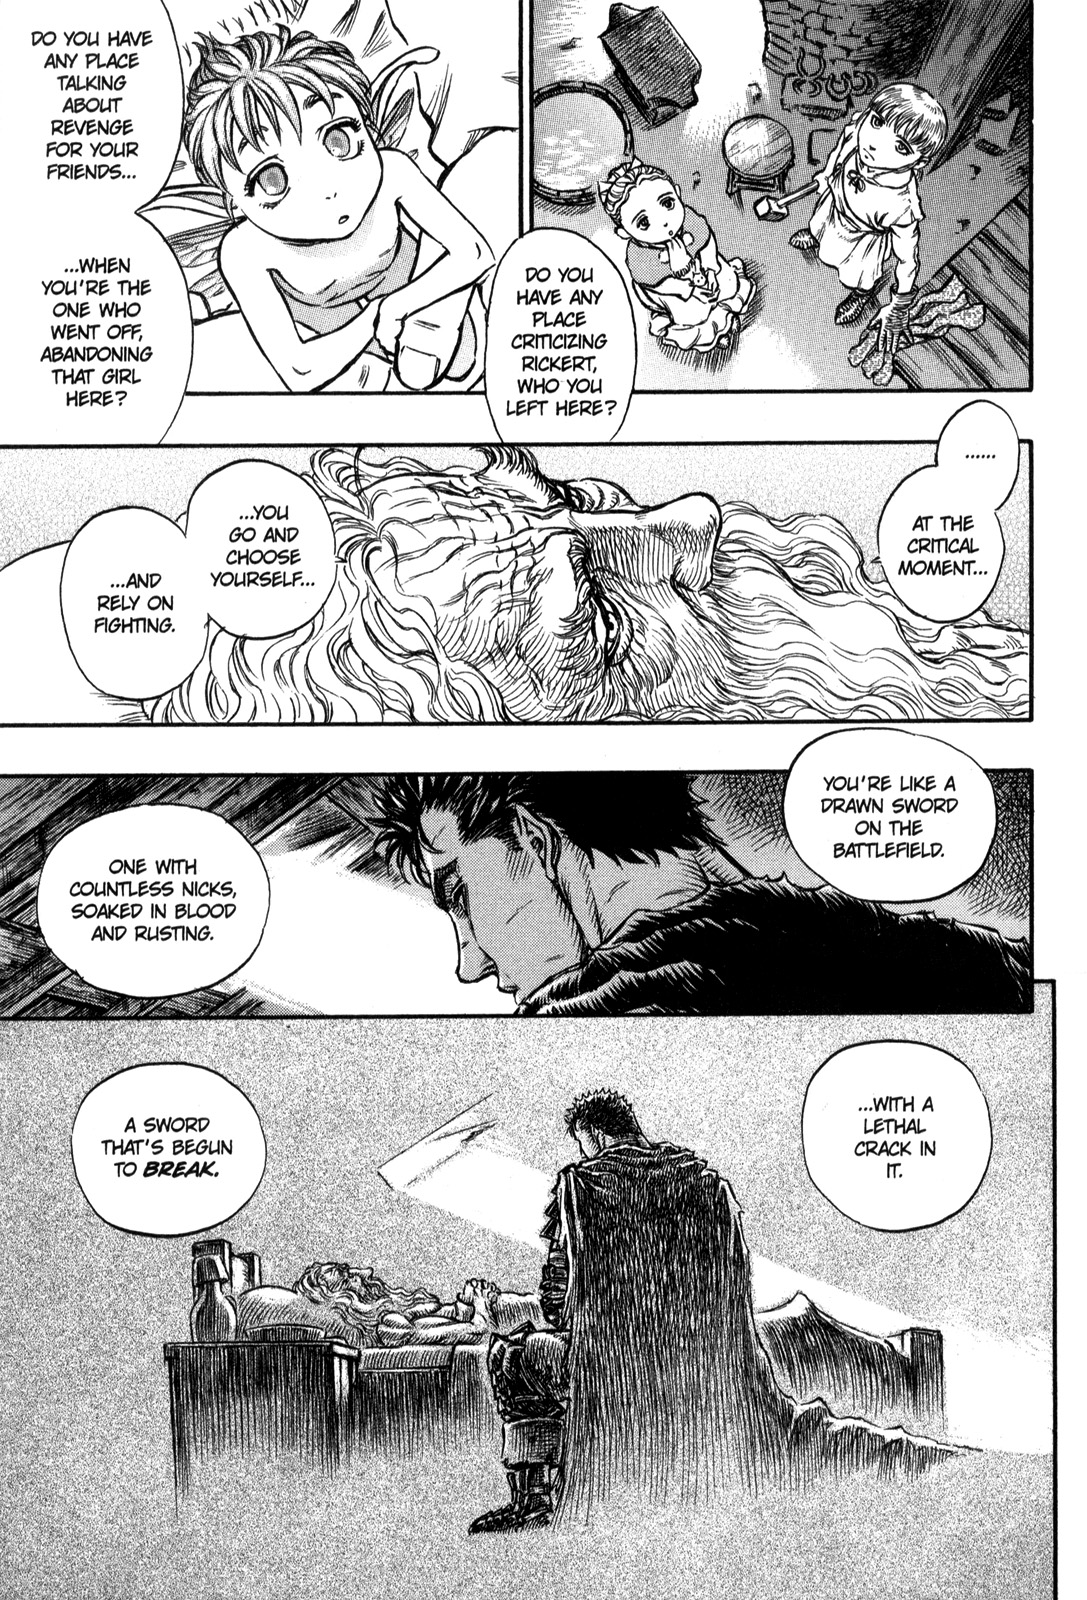 DO YOU
HAVE ANY
PLACE
CRITICIZING
RICKERT,
WHO YOU
LEFT HERE?
DO YOU HAVE
ANY PLACE
TALKING
ABOUT
REVENGE
FOR YOUR
FRIENDS...
...WHEN
YOU'RE THE
ONE WHO
WENT OFF,
ABANDONING
THAT GIRL
HERE?
......
AT THE
CRITICAL
MOMENT...
...YOU
GO AND
CHOOSE
YOURSELF...
...AND
RELY ON
FIGHTING.
YOU'RE LIKE A
DRAWN SWORD
ON THE
BATTLEFIELD.
ONE WITH
COUNTLESS NICKS,
SOAKED IN BLOOD
AND RUSTING.
...WITH A
LETHAL
CRACK IN
IT.
A SWORD
THAT'S BEGUN
TO BREAK.